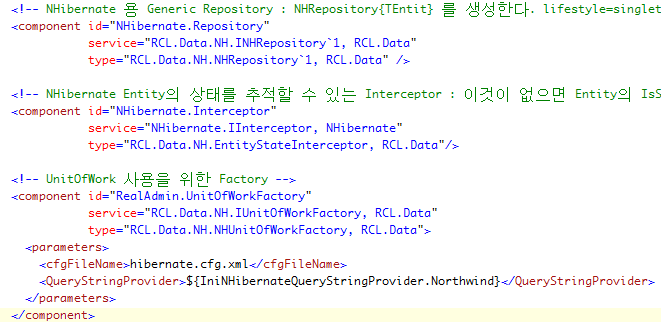 <!-- NHibernate 용 Generic Repository : NHRepository{TEntit} 를 생성한다. lifestyle=singlet
<component id="NHibernate.Repository"
service="RCL.Data.NH.INHRepository`1, RCL.Data"
type="RCL.Data.NH.NHRepository`1, RCL.Data" />
<!-- NHibernate Entity의 상태를 추적할 수 있는 Interceptor : 이것이 없으면 Entity의 IsS
<component id="NHibernate.Interceptor"
service="NHibernate.IInterceptor, NHibernate"
type="RCL.Data.NH.EntityStateInterceptor, RCL.Data"/>
<!-- UnitOfWork 사용을 위한 Factory -->
<component id="RealAdmin.UnitOfWorkFactory"
service="RCL.Data.NH.IUnitOfWorkFactory, RCL.Data"
type="RCL.Data.NH.NHUnitOfWorkFactory, RCL.Data">
<parameters>
<cfgFileName>hibernate.cfg.xml</cfgFileName>
<QueryStringProvider>${IniNHibernateQueryStringProvider.Northwind}</QueryStringProvider>
</parameters>
</component>